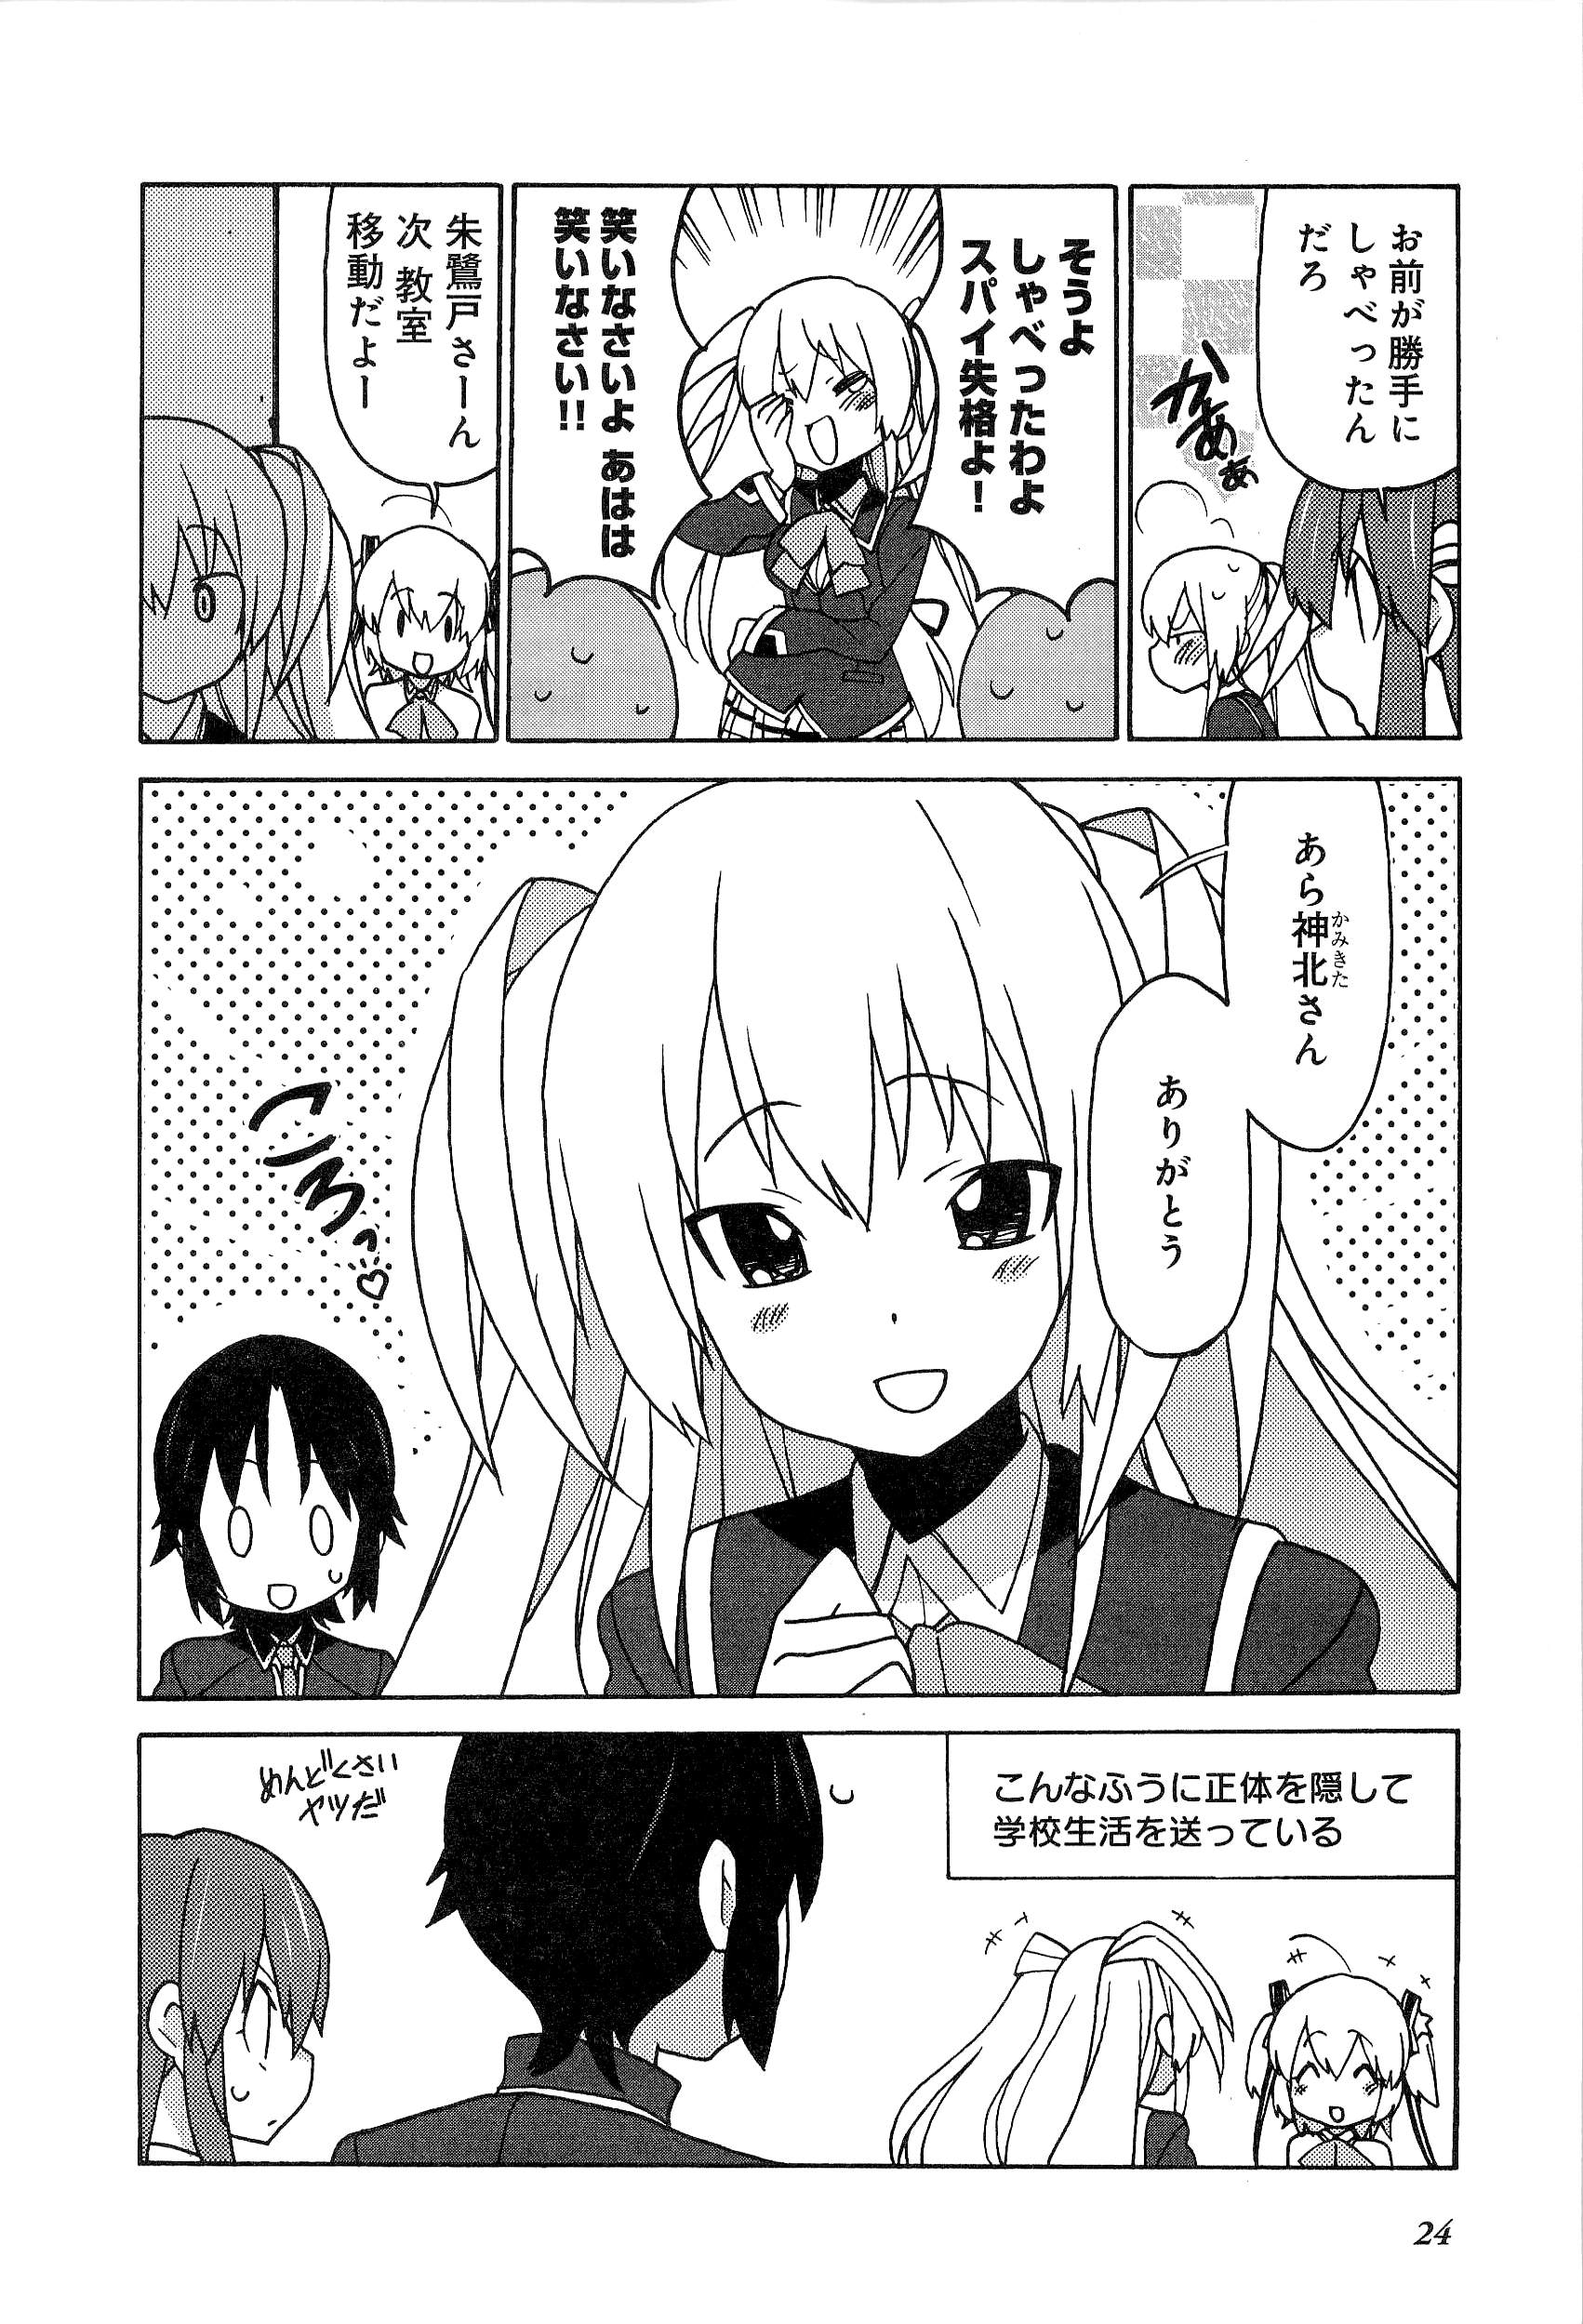 お前が勝手に
しゃべったん
だろ
かあぁぁ
そうよ
しゃべったわよ
スパイ失格よ！
笑いなさいよ あはは
笑いなさい!!
朱鷺戸さーん
次 教室
移動だよー
あら神北さん
かみきた
ありがとう
ころっ♡
こんなふうに正体を隠して
学校生活を送っている
めんどくさい
ヤツだ
24